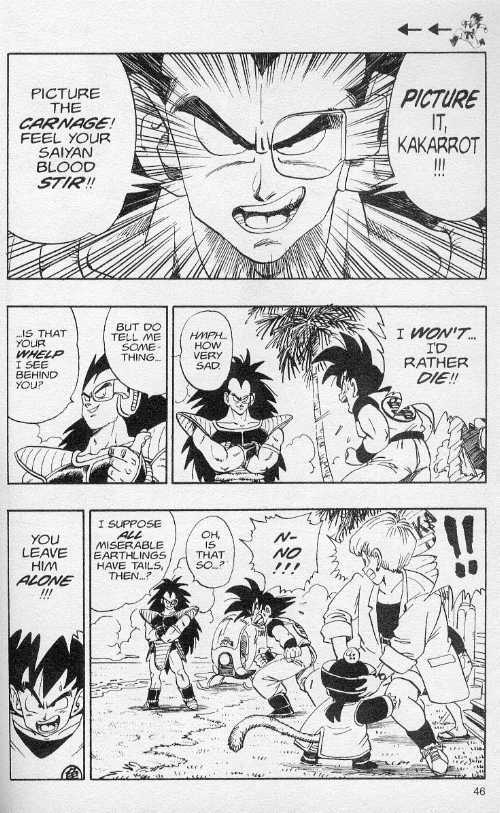 PICTURE
IT,
KAKARROT
!!!
PICTURE
THE
CARNAGE!
FEEL YOUR
SAIYAN
BLOOD
STIR!!
I WON'T...
I'D
RATHER
DIE!!
HMPH...
HOW
VERY
SAD.
BUT DO
TELL ME
SOME-
THING...
...IS THAT
YOUR
WHELP
I SEE
BEHIND
YOU?
!!
N-
NO
!!!
OH,
IS
THAT
SO...?
I SUPPOSE
ALL
MISERABLE
EARTHLINGS
HAVE TAILS,
THEN...?
YOU
LEAVE
HIM
ALONE
!!!
46